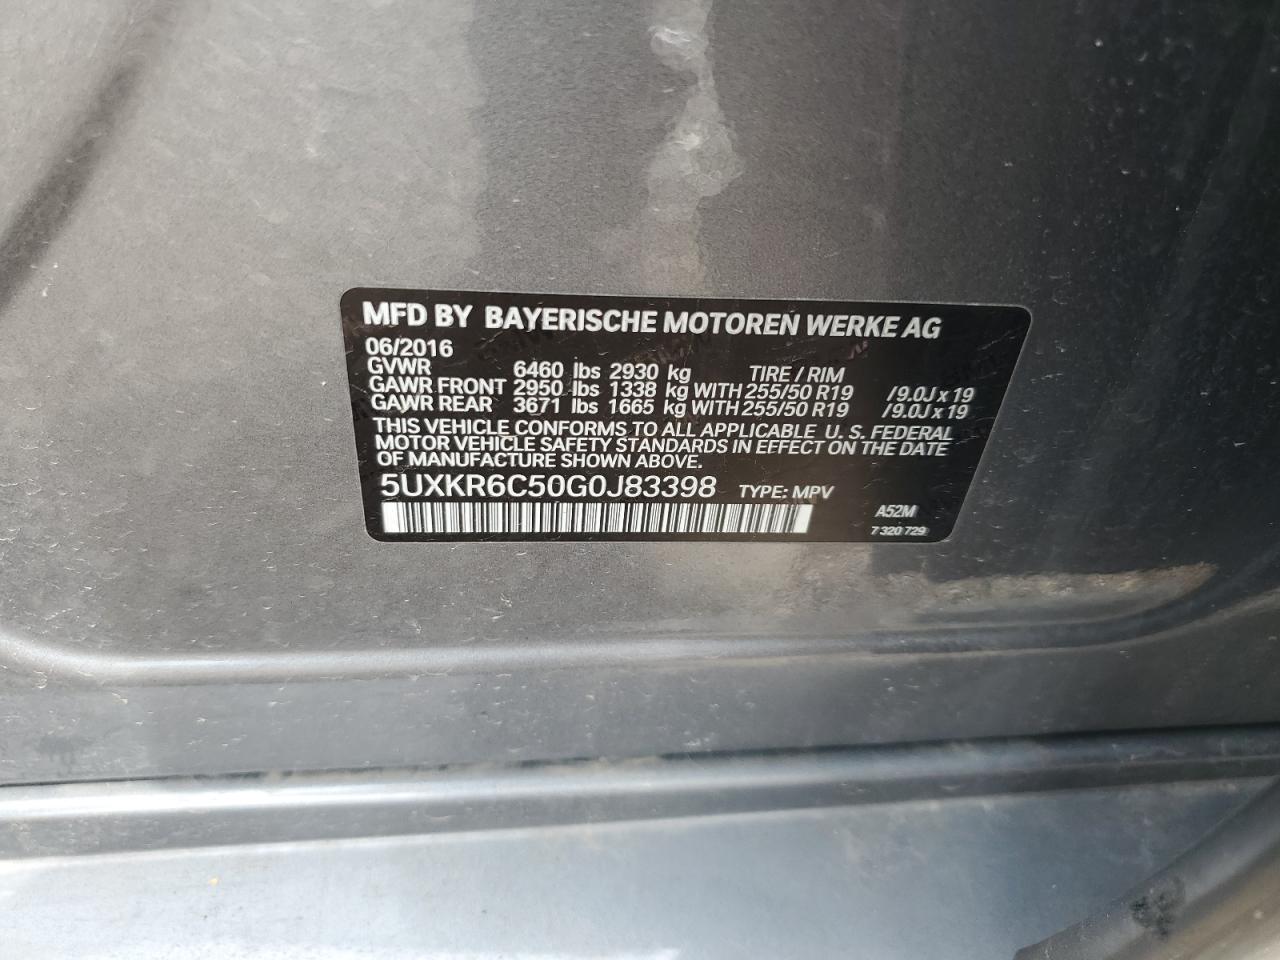 MFD BY BAYERISCHE MOTOREN WERKE AG
06/2016
GVWR 6460 lbs 2930 kg TIRE / RIM
GAWR FRONT 2950 lbs 1338 kg WITH 255/50 R19 /9.0J x 19
GAWR REAR 3671 lbs 1665 kg WITH 255/50 R19 /9.0J x 19
THIS VEHICLE CONFORMS TO ALL APPLICABLE U. S. FEDERAL
MOTOR VEHICLE SAFETY STANDARDS IN EFFECT ON THE DATE
OF MANUFACTURE SHOWN ABOVE.
5UXKR6C50G0J83398 TYPE: MPV
A52M
7 320 729